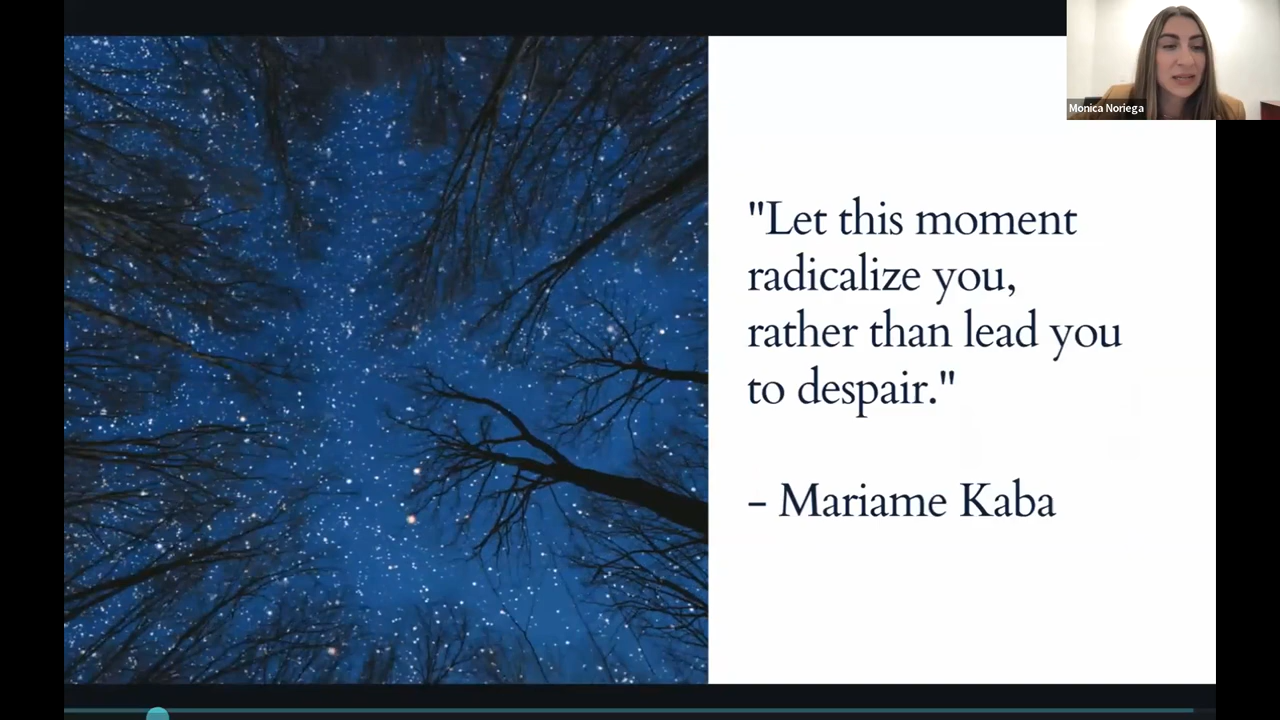 Monica Noriega
"Let this moment
radicalize you,
rather than lead you
to despair."
- Mariame Kaba